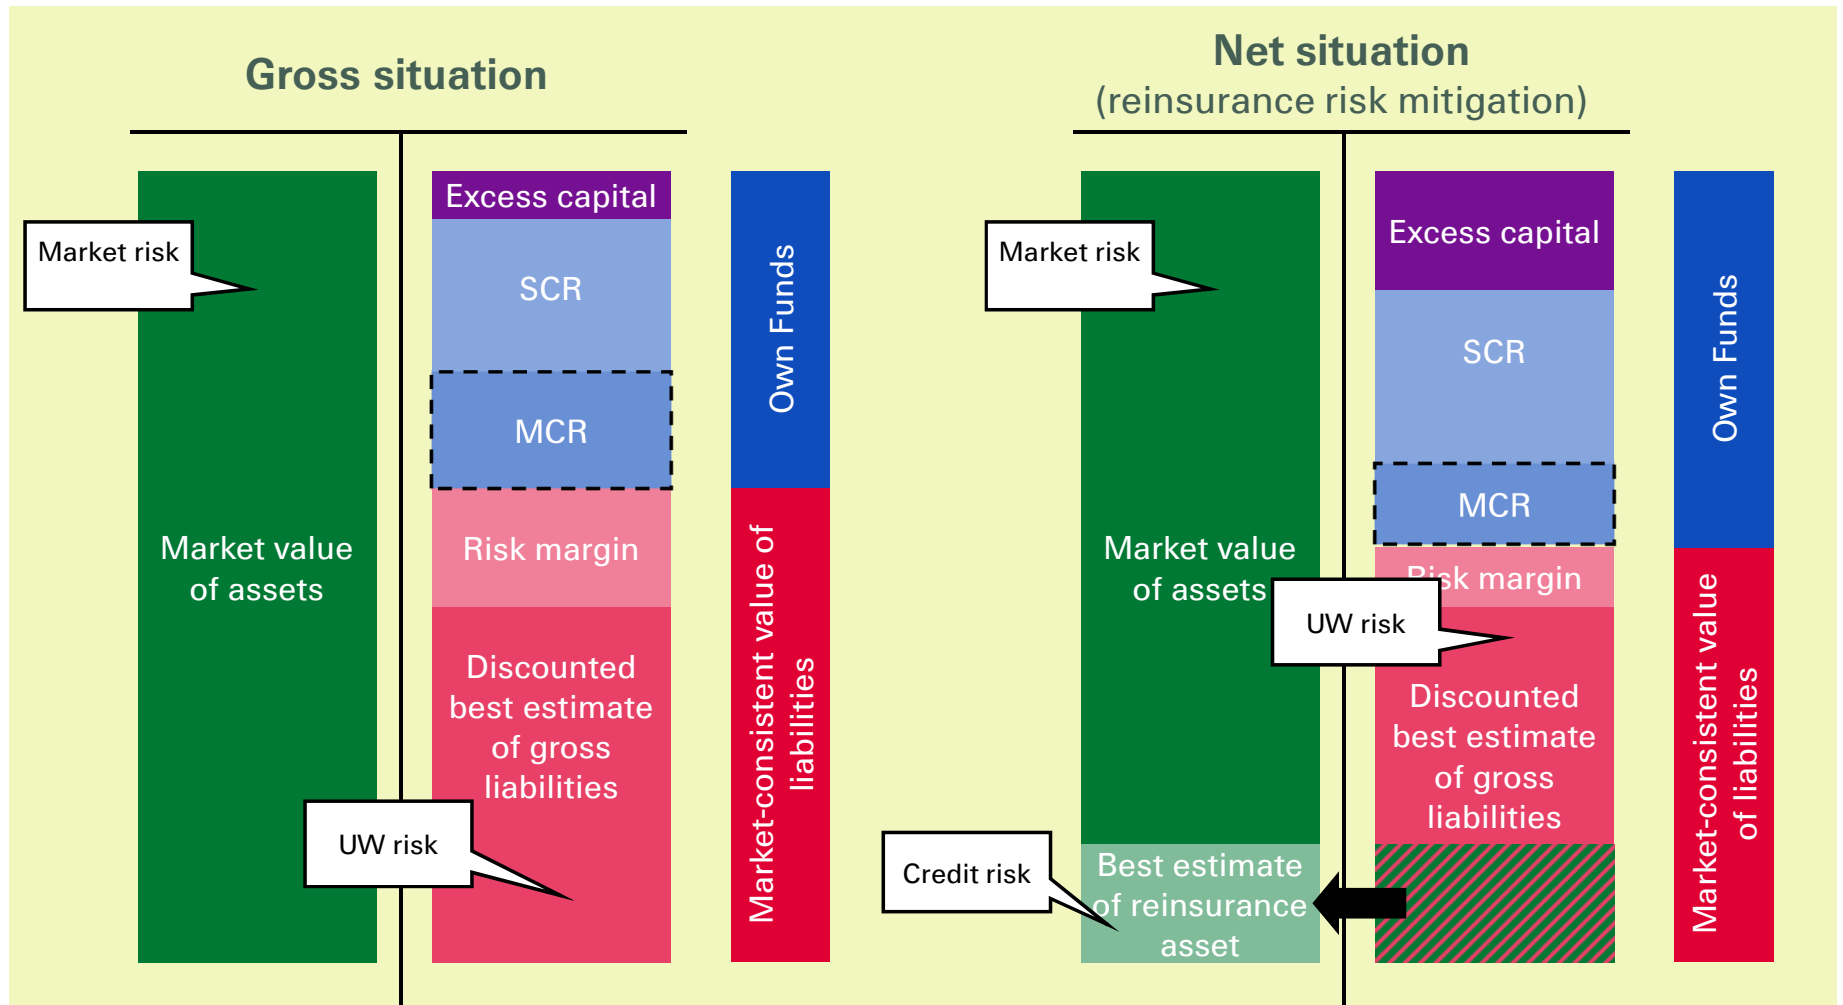 Gross situation
Market risk
Market value
of assets
Excess capital
SCR
MCR
Risk margin
Discounted
best estimate
of gross
liabilities
UW risk
Own Funds
Market-consistent value of
liabilities
Net situation
(reinsurance risk mitigation)
Market risk
Market value
of assets
Credit risk
Best estimate
of reinsurance
asset
Excess capital
SCR
MCR
Risk margin
UW risk
Discounted
best estimate
of gross
liabilities
Own Funds
Market-consistent value
of liabilities